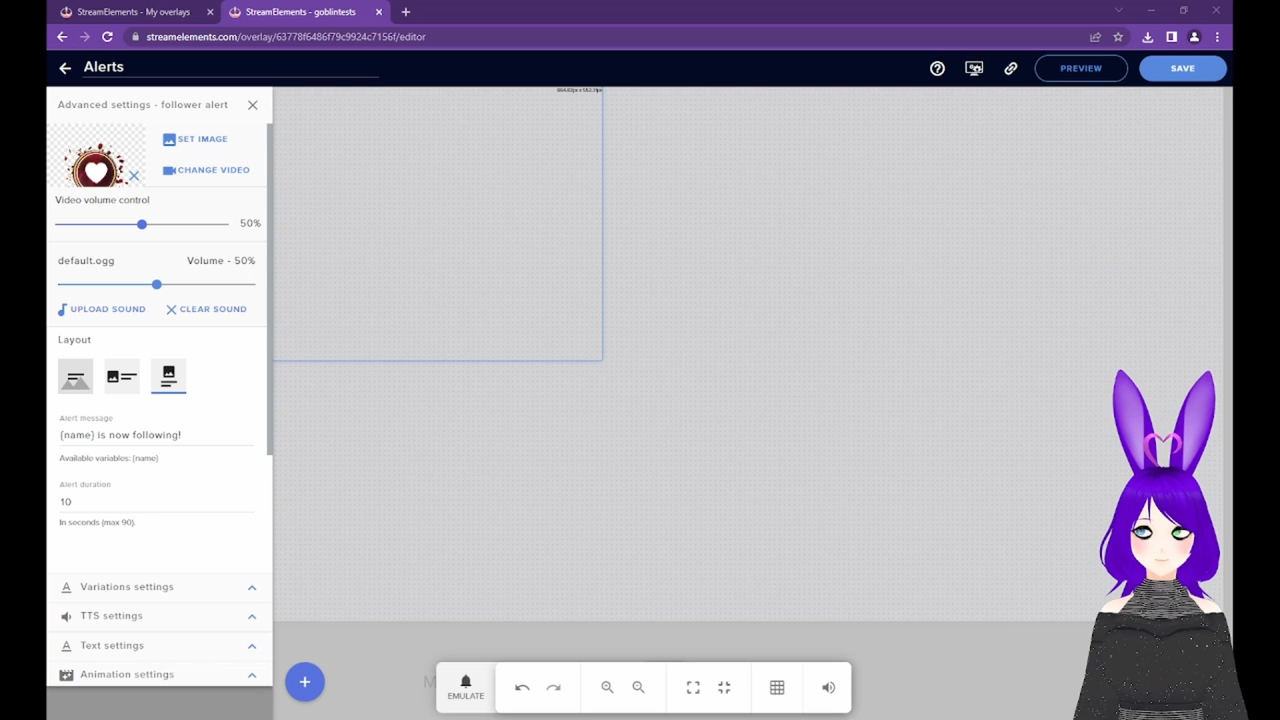 StreamElements - My overlays
StreamElements - goblintests
streamelements.com/overlay/63778f6486f79c9924c7156f/editor
Alerts
PREVIEW
SAVE
Advanced settings - follower alert
SET IMAGE
CHANGE VIDEO
Video volume control
50%
default.ogg
Volume - 50%
UPLOAD SOUND
CLEAR SOUND
Layout
Alert message
{name} is now following!
Available variables: {name}
Alert duration
10
In seconds (max 90).
Variations settings
TTS settings
Text settings
Animation settings
EMULATE